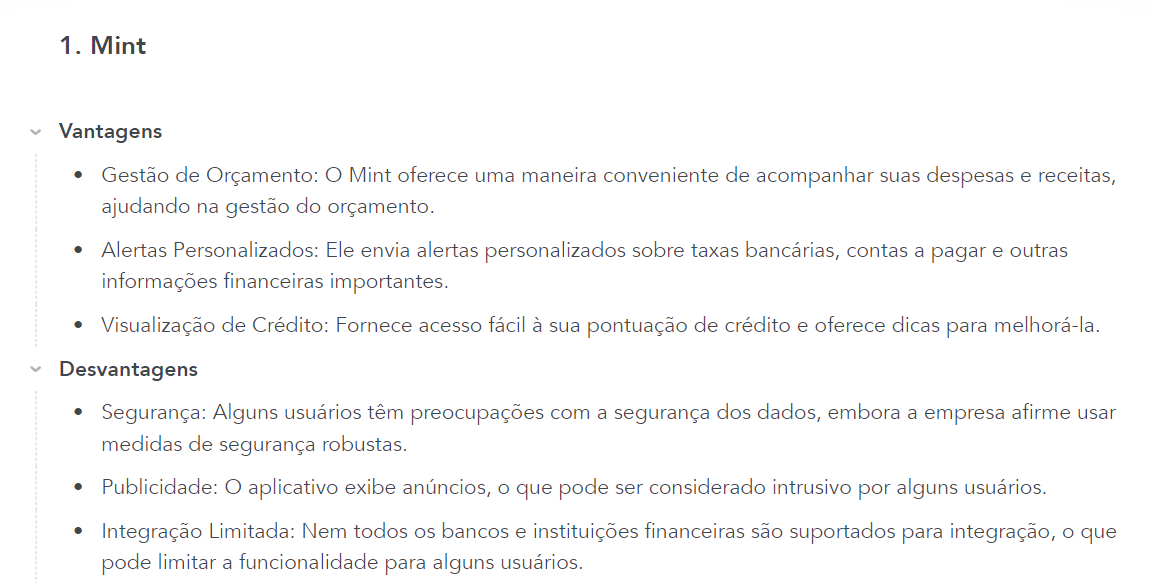 1. Mint
Vantagens
• Gestão de Orçamento: O Mint oferece uma maneira conveniente de acompanhar suas despesas e receitas,
ajudando na gestão do orçamento.
• Alertas Personalizados: Ele envia alertas personalizados sobre taxas bancárias, contas a pagar e outras
informações financeiras importantes.
• Visualização de Crédito: Fornece acesso fácil à sua pontuação de crédito e oferece dicas para melhorá-la.
Desvantagens
• Segurança: Alguns usuários têm preocupações com a segurança dos dados, embora a empresa afirme usar
medidas de segurança robustas.
• Publicidade: O aplicativo exibe anúncios, o que pode ser considerado intrusivo por alguns usuários.
• Integração Limitada: Nem todos os bancos e instituições financeiras são suportados para integração, o que
pode limitar a funcionalidade para alguns usuários.